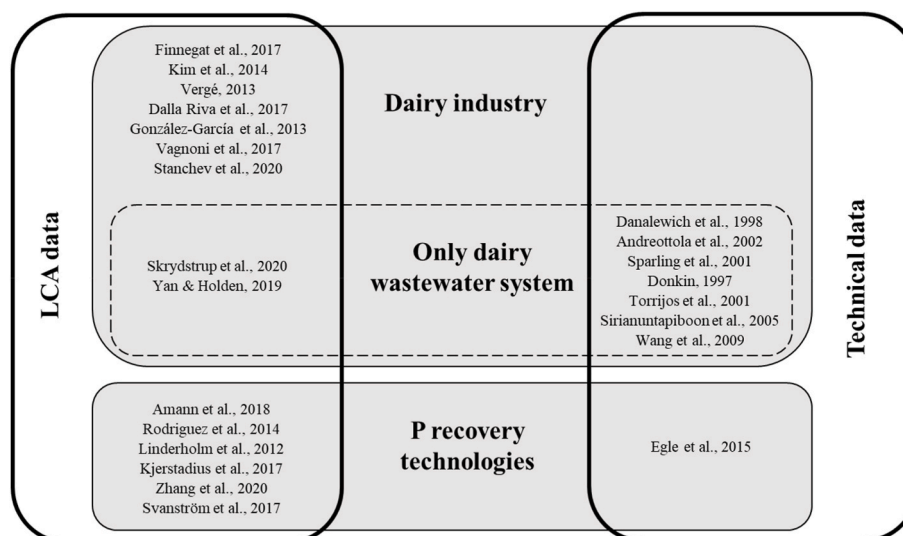 Finnegat et al., 2017
Kim et al., 2014
Vergé, 2013
Dalla Riva et al., 2017
González-García et al., 2013
Vagnoni et al., 2017
Stanchev et al., 2020
Dairy industry
LCA data
Skrydstrup et al., 2020
Yan & Holden, 2019
Only dairy
wastewater system
Danalewich et al., 1998
Andreottola et al., 2002
Sparling et al., 2001
Donkin, 1997
Torrijos et al., 2001
Sirianuntapiboon et al., 2005
Wang et al., 2009
Technical data
Amann et al., 2018
Rodriguez et al., 2014
Linderholm et al., 2012
Kjerstadius et al., 2017
Zhang et al., 2020
Svanström et al., 2017
P recovery
technologies
Egle et al., 2015